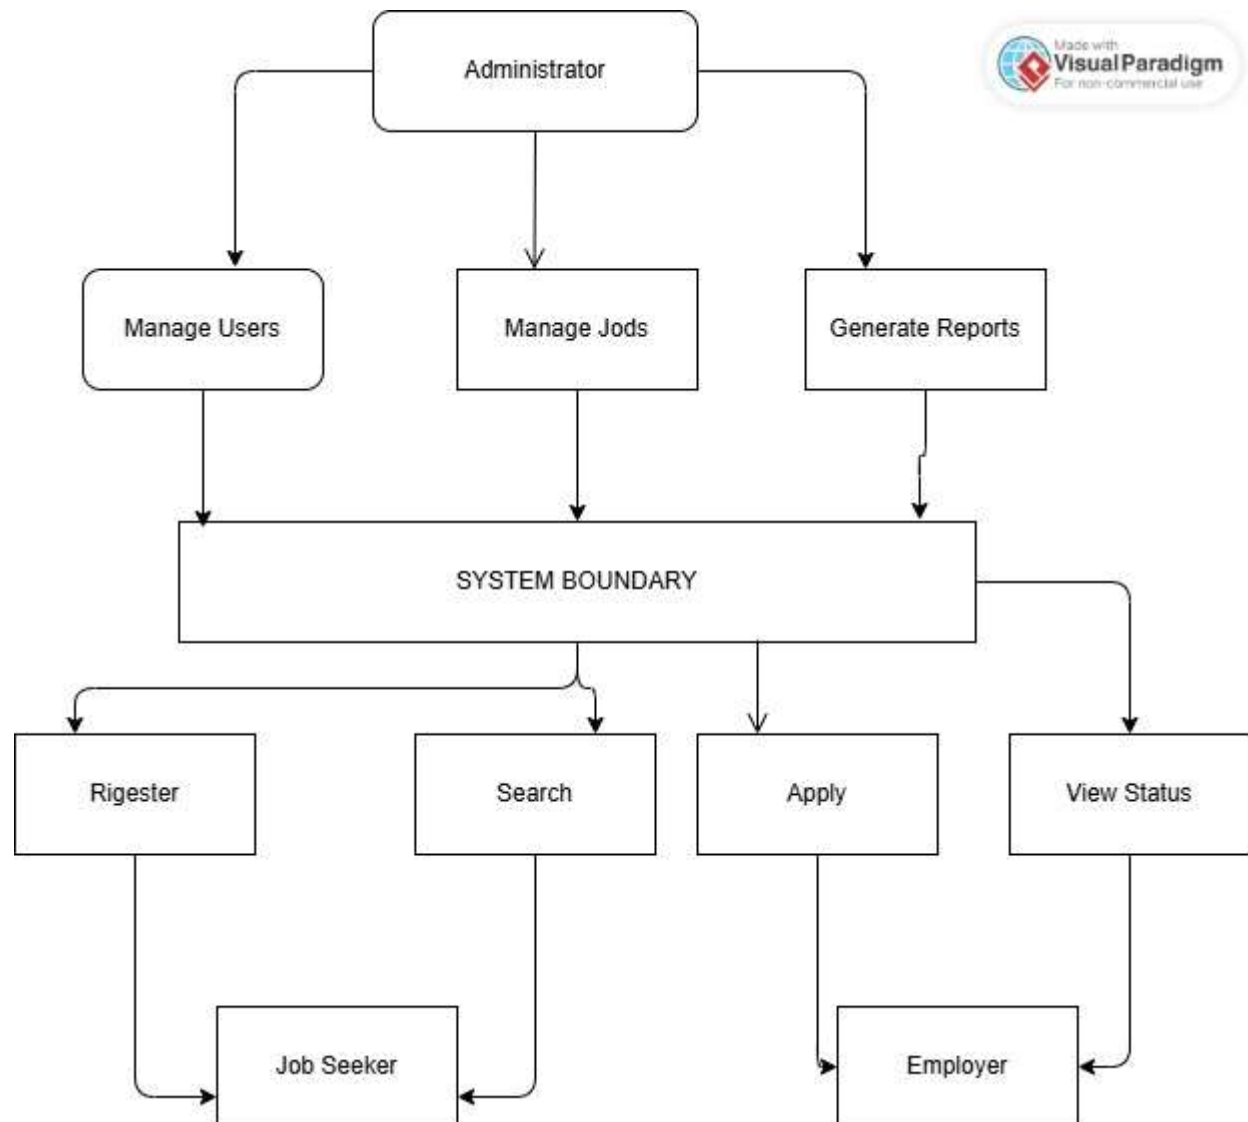 Administrator
Made with
Visual Paradigm
For non-commercial use
Manage Users
Manage Jods
Generate Reports
SYSTEM BOUNDARY
Rigester
Search
Apply
View Status
Job Seeker
Employer